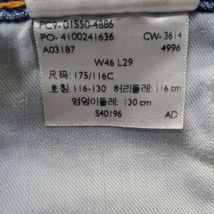 PC9-01550-4886
PO-4100241636 CW-3614
A03187 4996
W46 L29
尺码: 175/116C
호칭: 116-130 허리둘레: 116 cm
엉덩이둘레: 130 cm
S40196 AD